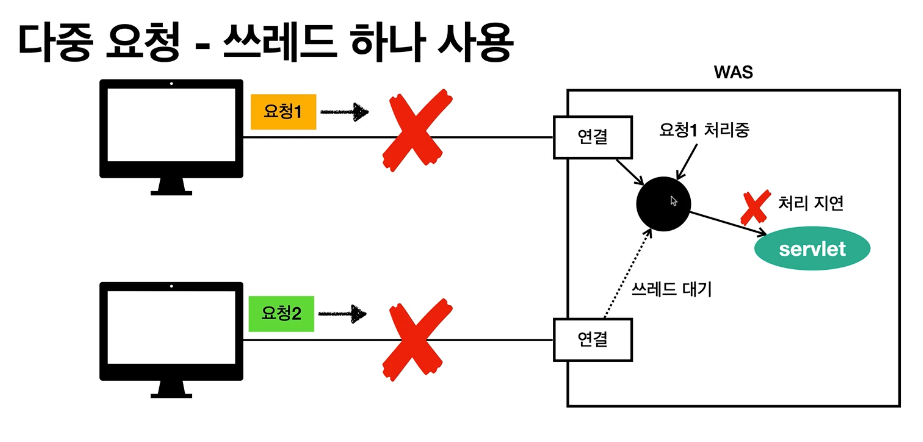 다중 요청 - 쓰레드 하나 사용
WAS
요청1
연결
요청1 처리중
처리 지연
servlet
쓰레드 대기
요청2
연결